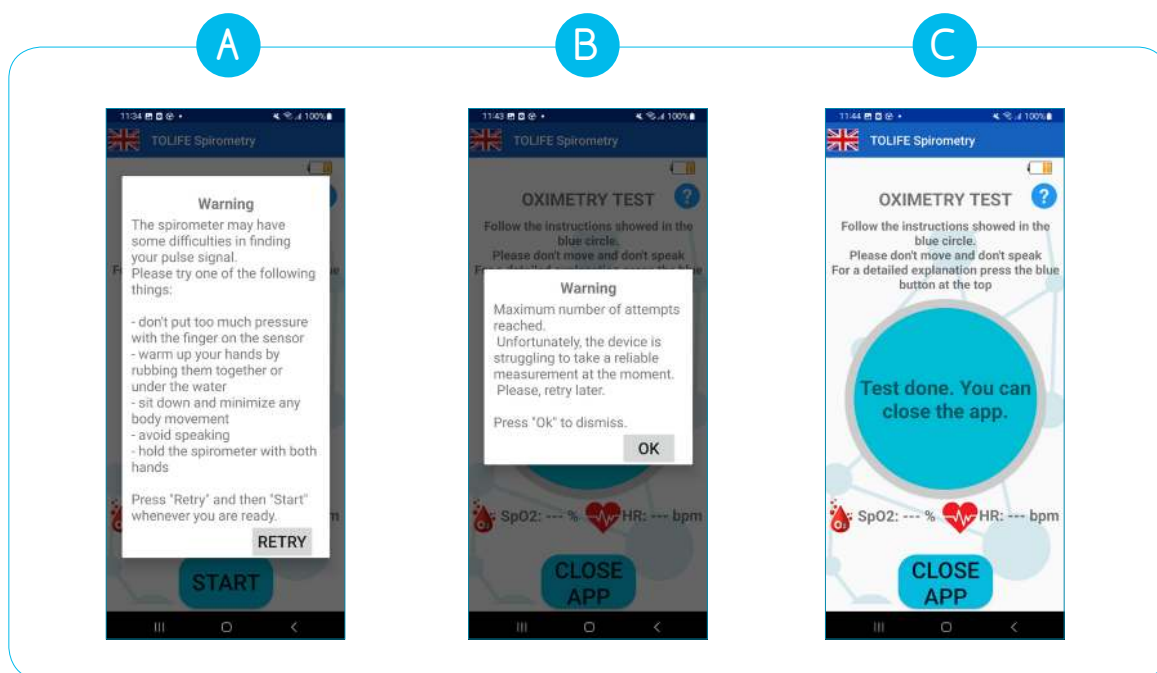 A
B
C
11:34
100%
TOLIFE Spirometry
Warning
The spirometer may have
some difficulties in finding
your pulse signal.
Please try one of the following
things:
- don't put too much pressure
with the finger on the sensor
- warm up your hands by
rubbing them together or
under the water
- sit down and minimize any
body movement
- avoid speaking
- hold the spirometer with both
hands
Press "Retry" and then "Start"
whenever you are ready.
RETRY
START
11:43
100%
TOLIFE Spirometry
OXIMETRY TEST
?
Follow the instructions showed in the
blue circle.
Please don't move and don't speak
Warning
Maximum number of attempts
reached.
Unfortunately, the device is
struggling to take a reliable
measurement at the moment.
Please, retry later.
Press "Ok" to dismiss.
OK
SpO2: --- % HR: --- bpm
CLOSE
APP
11:44
100%
TOLIFE Spirometry
OXIMETRY TEST
?
Follow the instructions showed in the
blue circle.
Please don't move and don't speak
For a detailed explanation press the blue
button at the top
Test done. You can
close the app.
SpO2: --- % HR: --- bpm
CLOSE
APP